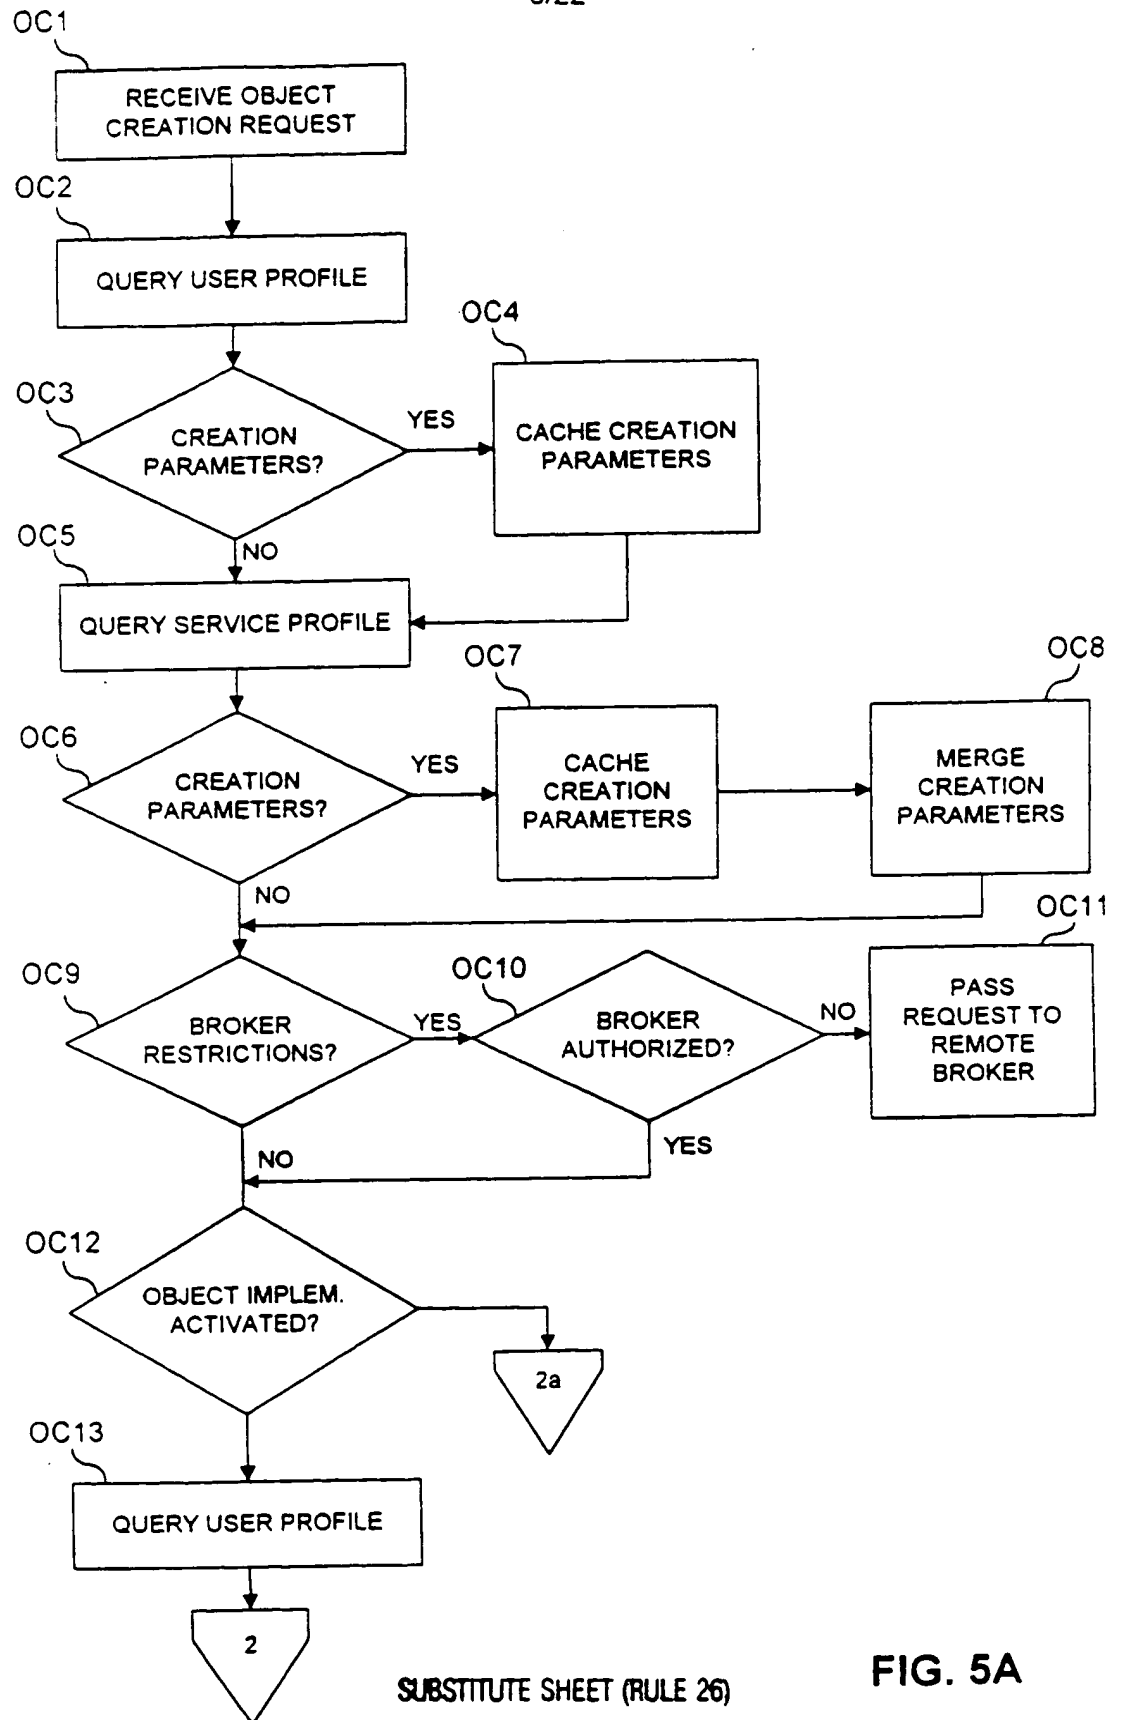 OC1
RECEIVE OBJECT
CREATION REQUEST
OC2
QUERY USER PROFILE
OC4
OC3
YES
CREATION
PARAMETERS?
CACHE CREATION
PARAMETERS
OC5
NO
QUERY SERVICE PROFILE
OC7
OC8
OC6
YES
CREATION
PARAMETERS?
CACHE
CREATION
PARAMETERS
MERGE
CREATION
PARAMETERS
NO
OC11
OC9
OC10
BROKER
RESTRICTIONS?
YES
BROKER
AUTHORIZED?
NO
PASS
REQUEST TO
REMOTE
BROKER
NO
YES
OC12
OBJECT IMPLEM.
ACTIVATED?
2a
OC13
QUERY USER PROFILE
2
SUBSTITUTE SHEET (RULE 26)
FIG. 5A